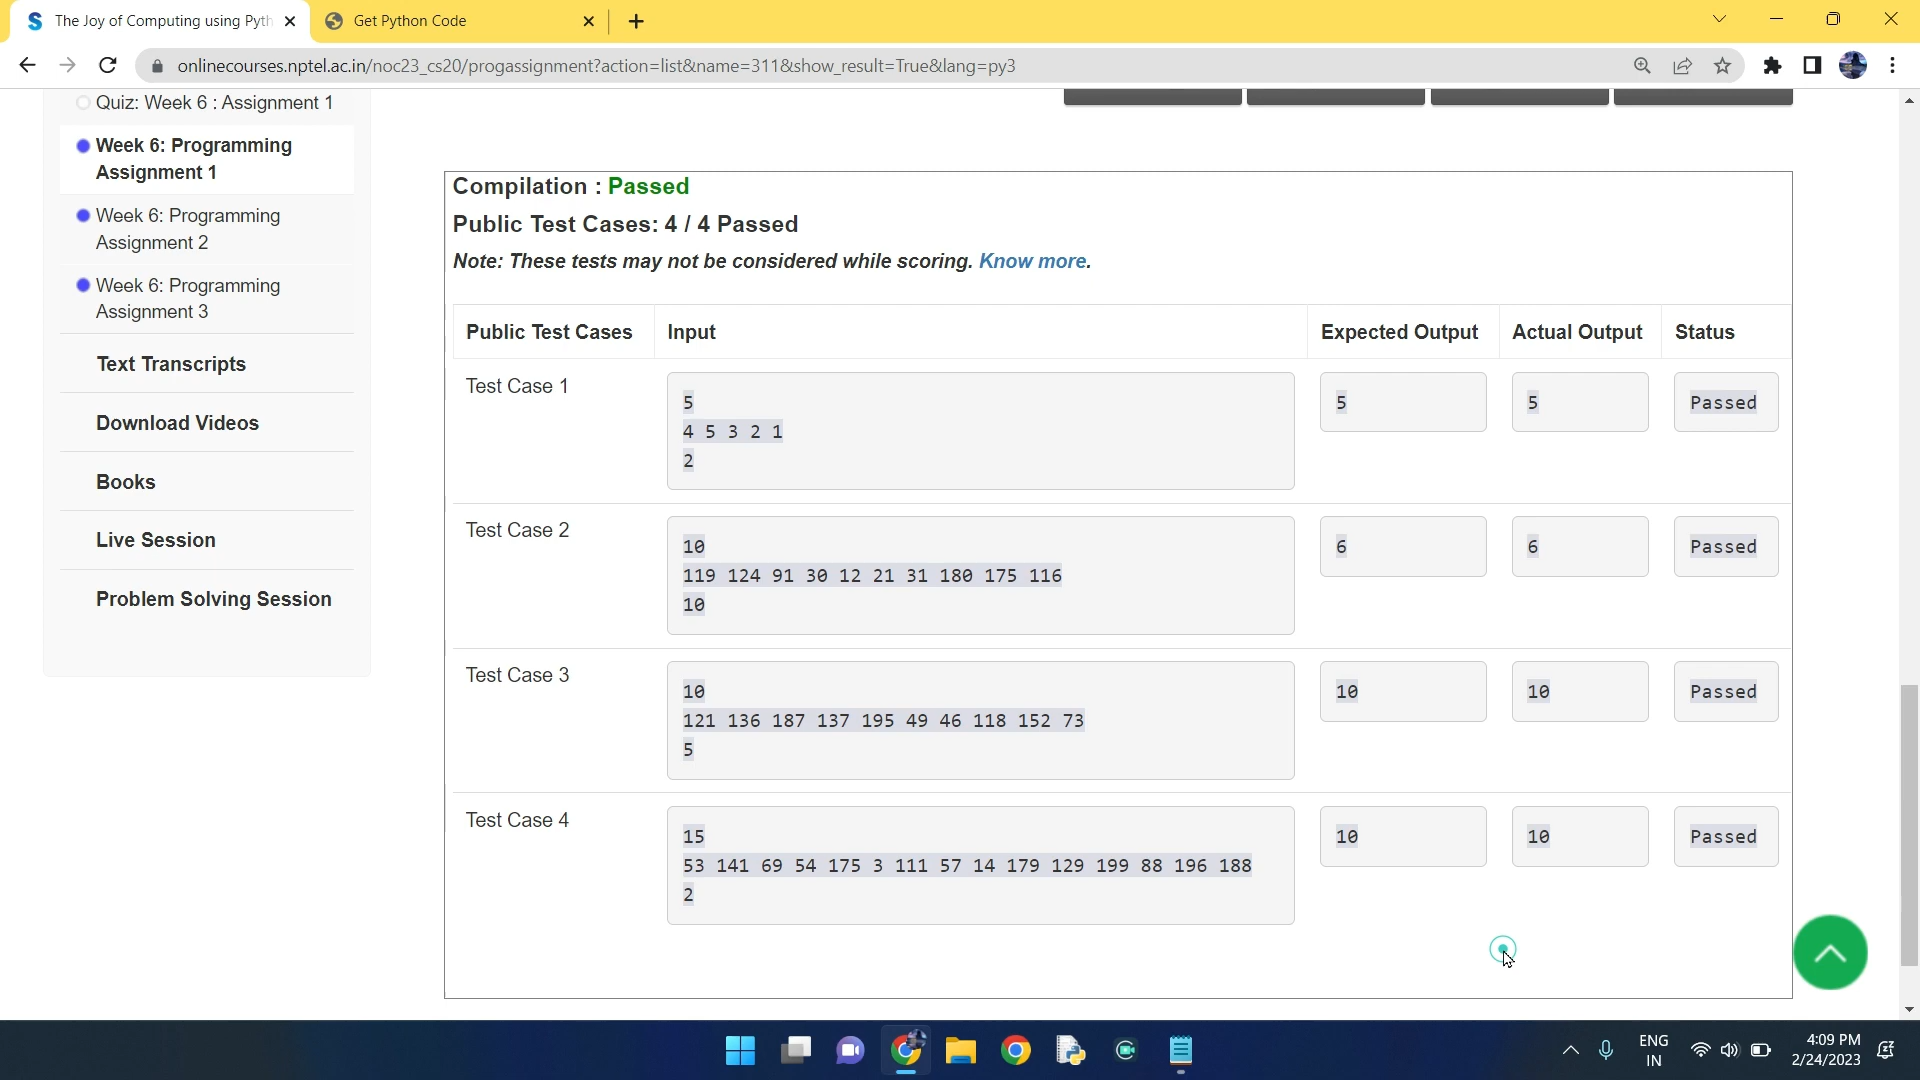 The Joy of Computing using Pyth
Get Python Code
onlinecourses.nptel.ac.in/noc23_cs20/progassignment?action=list&name=311&show_result=True&lang=py3
Quiz: Week 6 : Assignment 1
Week 6: Programming
Assignment 1
Week 6: Programming
Assignment 2
Week 6: Programming
Assignment 3
Text Transcripts
Download Videos
Books
Live Session
Problem Solving Session
Compilation : Passed
Public Test Cases: 4 / 4 Passed
Note: These tests may not be considered while scoring. Know more.
Public Test Cases Input Expected Output Actual Output Status
Test Case 1
5
4 5 3 2 1
2
5
5
Passed
Test Case 2
10
119 124 91 30 12 21 31 180 175 116
10
6
6
Passed
Test Case 3
10
121 136 187 137 195 49 46 118 152 73
5
10
10
Passed
Test Case 4
15
53 141 69 54 175 3 111 57 14 179 129 199 88 196 188
2
10
10
Passed
ENG
IN
4:09 PM
2/24/2023